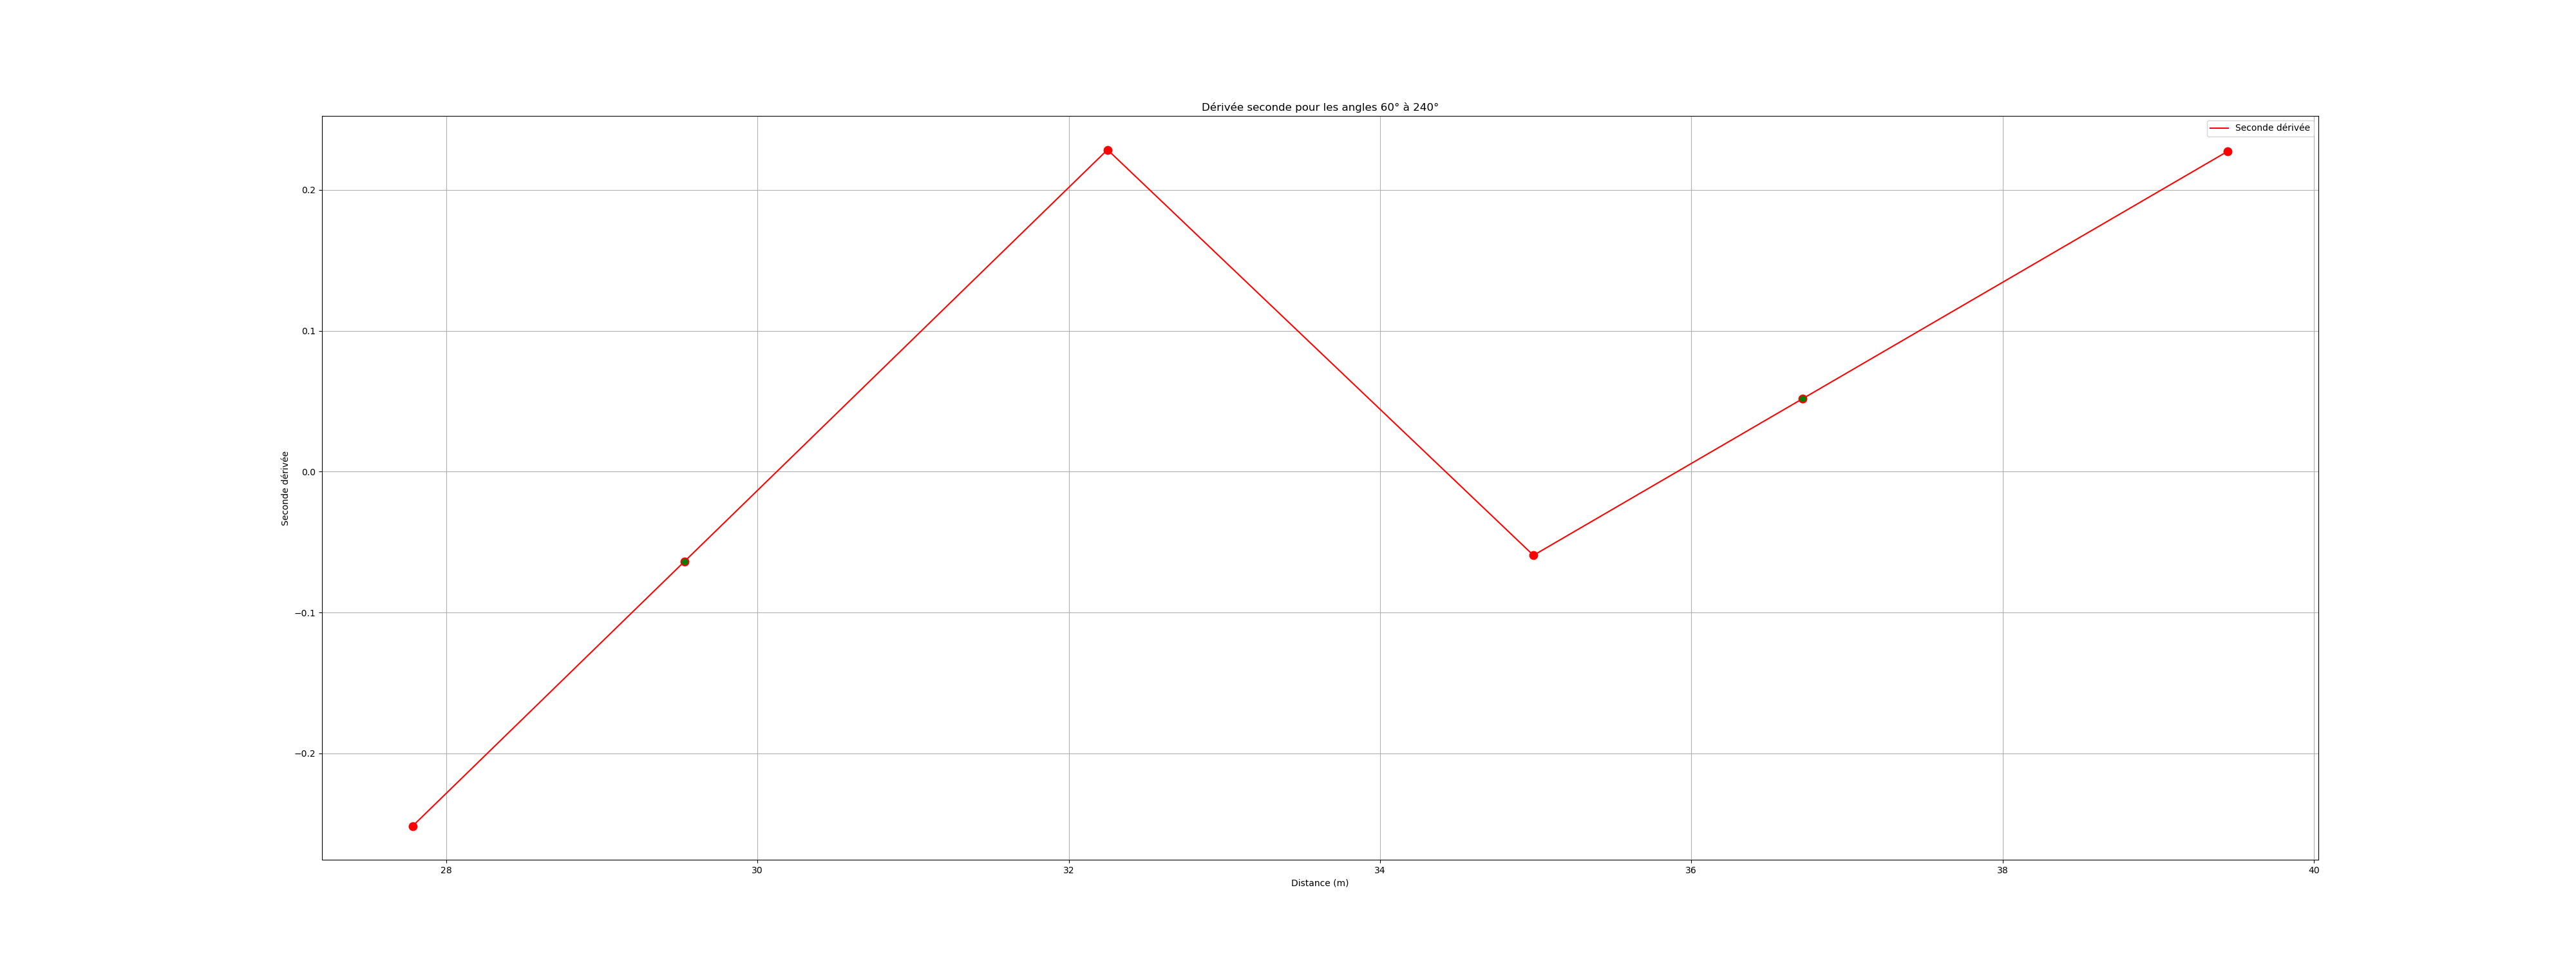 Dérivée seconde pour les angles 60° à 240°
Seconde dérivée
0.2
0.1
0.0
−0.1
−0.2
Seconde dérivée
28 30 32 34 36 38 40
Distance (m)